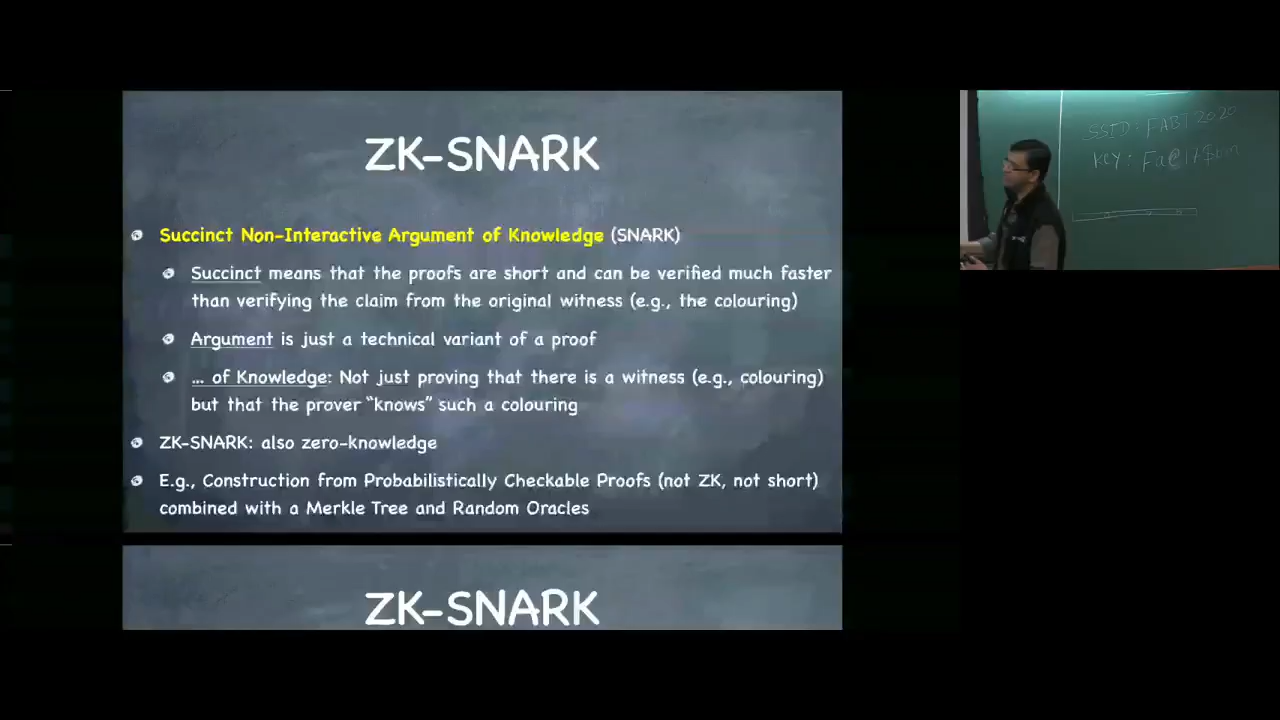 ZK-SNARK
Succinct Non-Interactive Argument of Knowledge (SNARK)
Succinct means that the proofs are short and can be verified much faster
than verifying the claim from the original witness (e.g., the colouring)
Argument is just a technical variant of a proof
... of Knowledge: Not just proving that there is a witness (e.g., colouring)
but that the prover “knows” such a colouring
ZK-SNARK: also zero-knowledge
E.g., Construction from Probabilistically Checkable Proofs (not ZK, not short)
combined with a Merkle Tree and Random Oracles
ZK-SNARK
SSID: FABT2020
KEY: